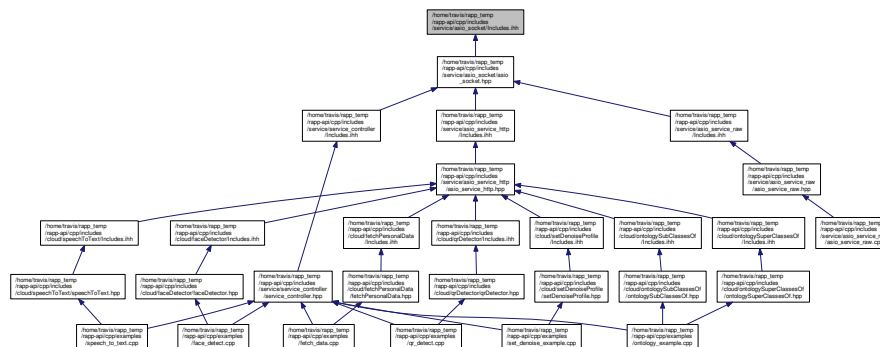 /home/travis/rapp_temp
/rapp-api/cpp/includes
/service/asio_socket/Includes.ihh
/home/travis/rapp_temp
/rapp-api/cpp/includes
/service/asio_socket/asio
_socket.hpp
/home/travis/rapp_temp
/rapp-api/cpp/includes
/service/service_controller
/Includes.ihh
/home/travis/rapp_temp
/rapp-api/cpp/includes
/service/asio_service_http
/Includes.ihh
/home/travis/rapp_temp
/rapp-api/cpp/includes
/service/asio_service_raw
/Includes.ihh
/home/travis/rapp_temp
/rapp-api/cpp/includes
/service/asio_service_http
/asio_service_http.hpp
/home/travis/rapp_temp
/rapp-api/cpp/includes
/service/asio_service_raw
/asio_service_raw.hpp
/home/travis/rapp_temp
/rapp-api/cpp/includes
/cloud/speechToText/Includes.ihh
/home/travis/rapp_temp
/rapp-api/cpp/includes
/cloud/faceDetector/Includes.ihh
/home/travis/rapp_temp
/rapp-api/cpp/includes
/cloud/fetchPersonalData
/Includes.ihh
/home/travis/rapp_temp
/rapp-api/cpp/includes
/cloud/qrDetector/Includes.ihh
/home/travis/rapp_temp
/rapp-api/cpp/includes
/cloud/setDenoiseProfile
/Includes.ihh
/home/travis/rapp_temp
/rapp-api/cpp/includes
/cloud/ontologySubClassesOf
/Includes.ihh
/home/travis/rapp_temp
/rapp-api/cpp/includes
/cloud/ontologySuperClassesOf
/Includes.ihh
/home/travis/rapp_temp
/rapp-api/cpp/includes
/service/asio_service_r
/asio_service_raw.cp
/home/travis/rapp_temp
/rapp-api/cpp/includes
/cloud/speechToText/speechToText.hpp
/home/travis/rapp_temp
/rapp-api/cpp/includes
/cloud/faceDetector/faceDetector.hpp
/home/travis/rapp_temp
/rapp-api/cpp/includes
/service/service_controller
/service_controller.hpp
/home/travis/rapp_temp
/rapp-api/cpp/includes
/cloud/fetchPersonalData
/fetchPersonalData.hpp
/home/travis/rapp_temp
/rapp-api/cpp/includes
/cloud/qrDetector/qrDetector.hpp
/home/travis/rapp_temp
/rapp-api/cpp/includes
/cloud/setDenoiseProfile
/setDenoiseProfile.hpp
/home/travis/rapp_temp
/rapp-api/cpp/includes
/cloud/ontologySubClassesOf
/ontologySubClassesOf.hpp
/home/travis/rapp_temp
/rapp-api/cpp/includes
/cloud/ontologySuperClassesOf
/ontologySuperClassesOf.hpp
/home/travis/rapp_temp
/rapp-api/cpp/examples
/speech_to_text.cpp
/home/travis/rapp_temp
/rapp-api/cpp/examples
/face_detect.cpp
/home/travis/rapp_temp
/rapp-api/cpp/examples
/fetch_data.cpp
/home/travis/rapp_temp
/rapp-api/cpp/examples
/qr_detect.cpp
/home/travis/rapp_temp
/rapp-api/cpp/examples
/set_denoise_example.cpp
/home/travis/rapp_temp
/rapp-api/cpp/examples
/ontology_example.cpp